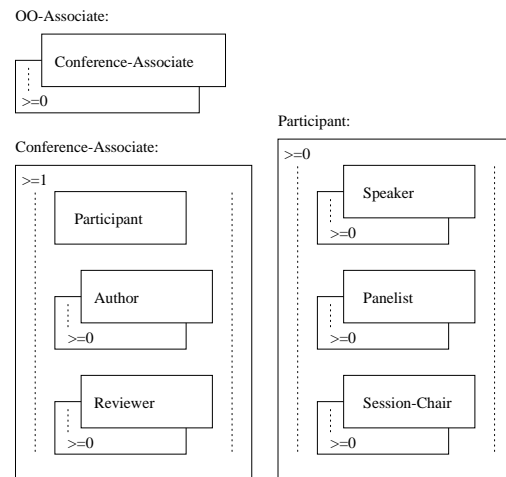 OO-Associate:
Conference-Associate
>=0
Conference-Associate:
>=1
Participant
Author
>=0
Reviewer
>=0
Participant:
>=0
Speaker
>=0
Panelist
>=0
Session-Chair
>=0